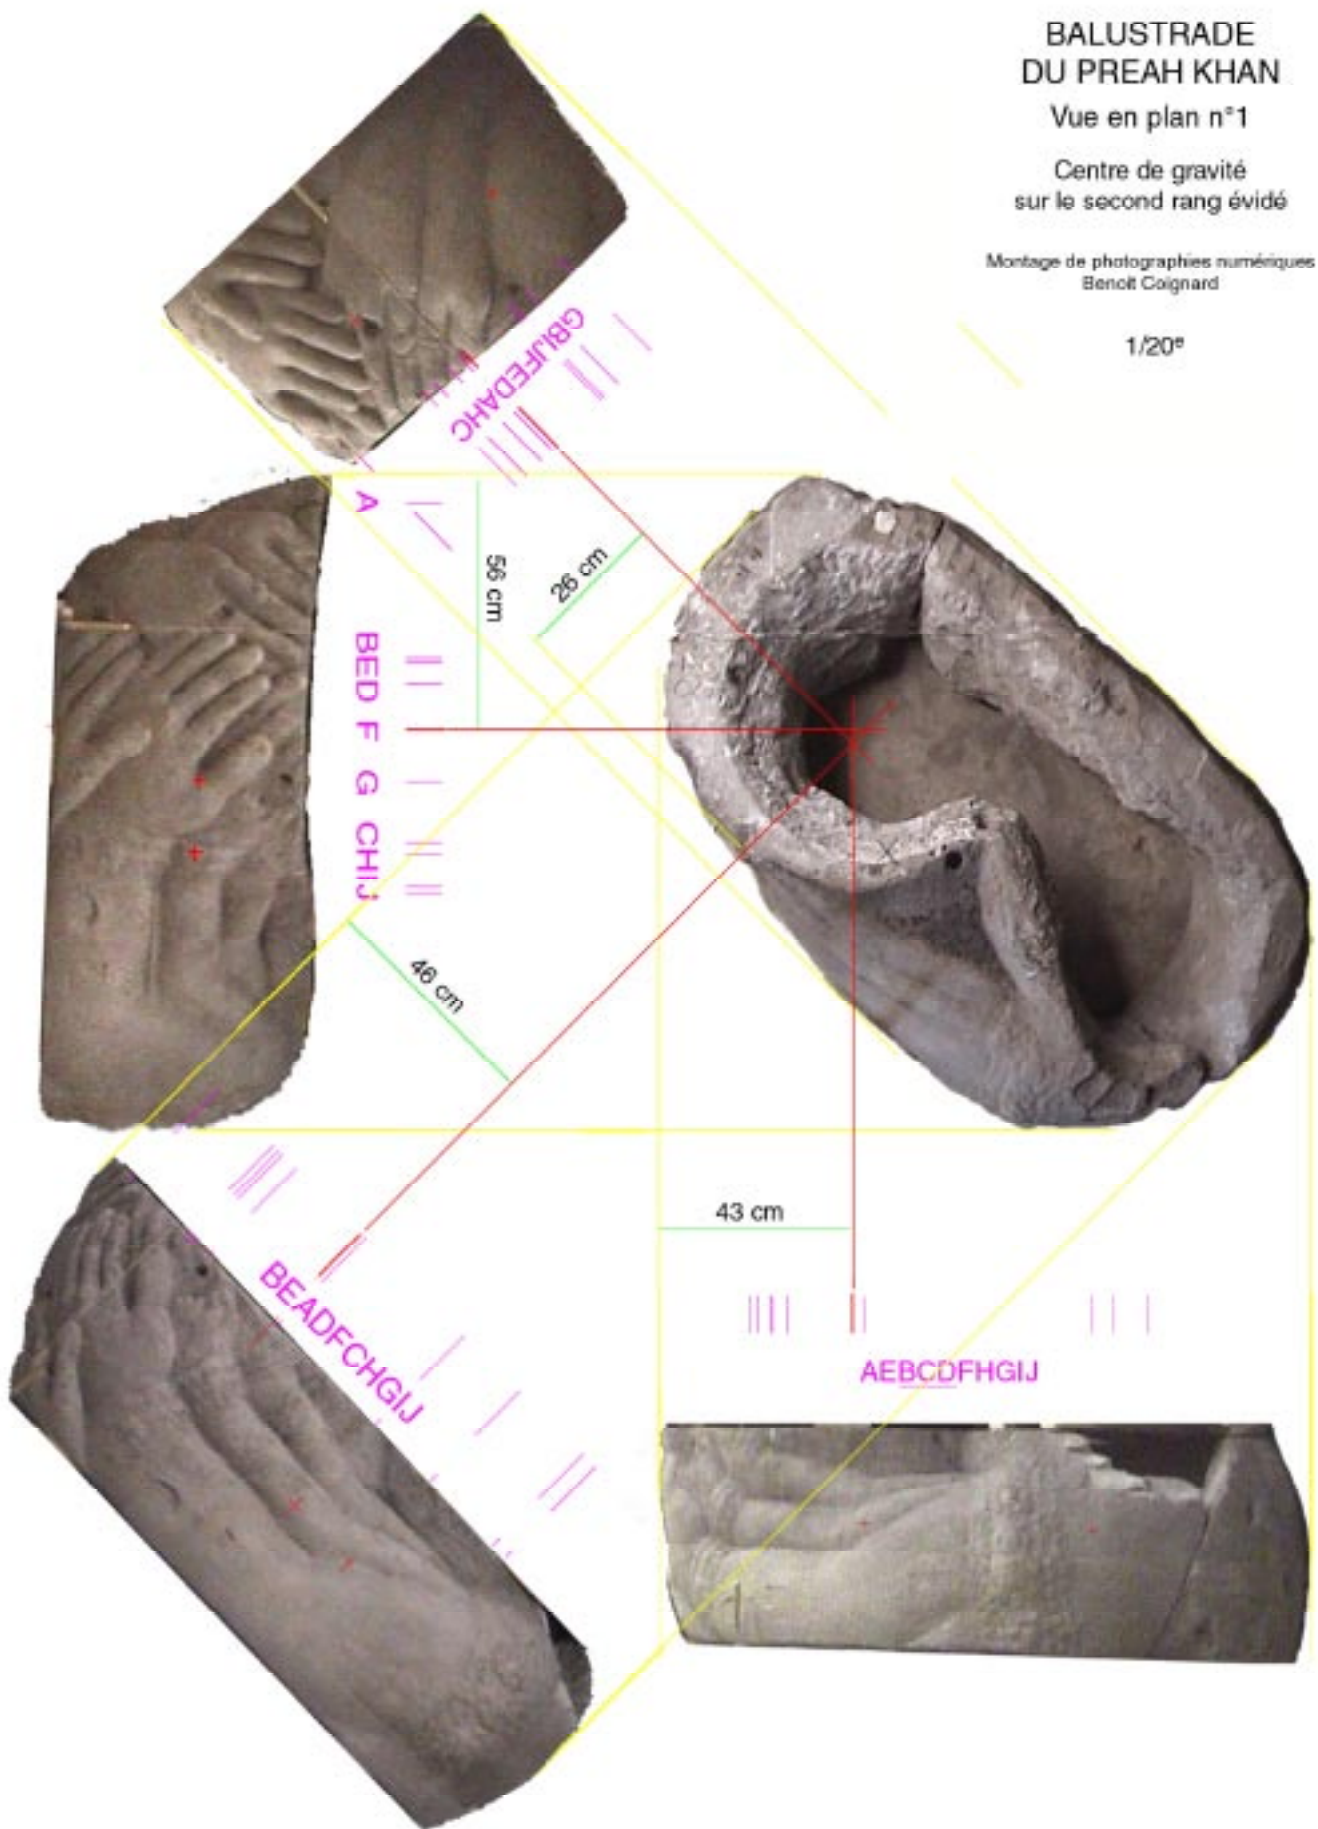 BALUSTRADE
DU PREAH KHAN
Vue en plan n°1
Centre de gravité
sur le second rang évidé
Montage de photographies numériques
Benoît Coignard
1/20e
GBIJFEDAHC
A
56 cm
26 cm
BED
F
G
CHIJ
46 cm
43 cm
BEADFCHGIJ
AEBCDFHGIJ